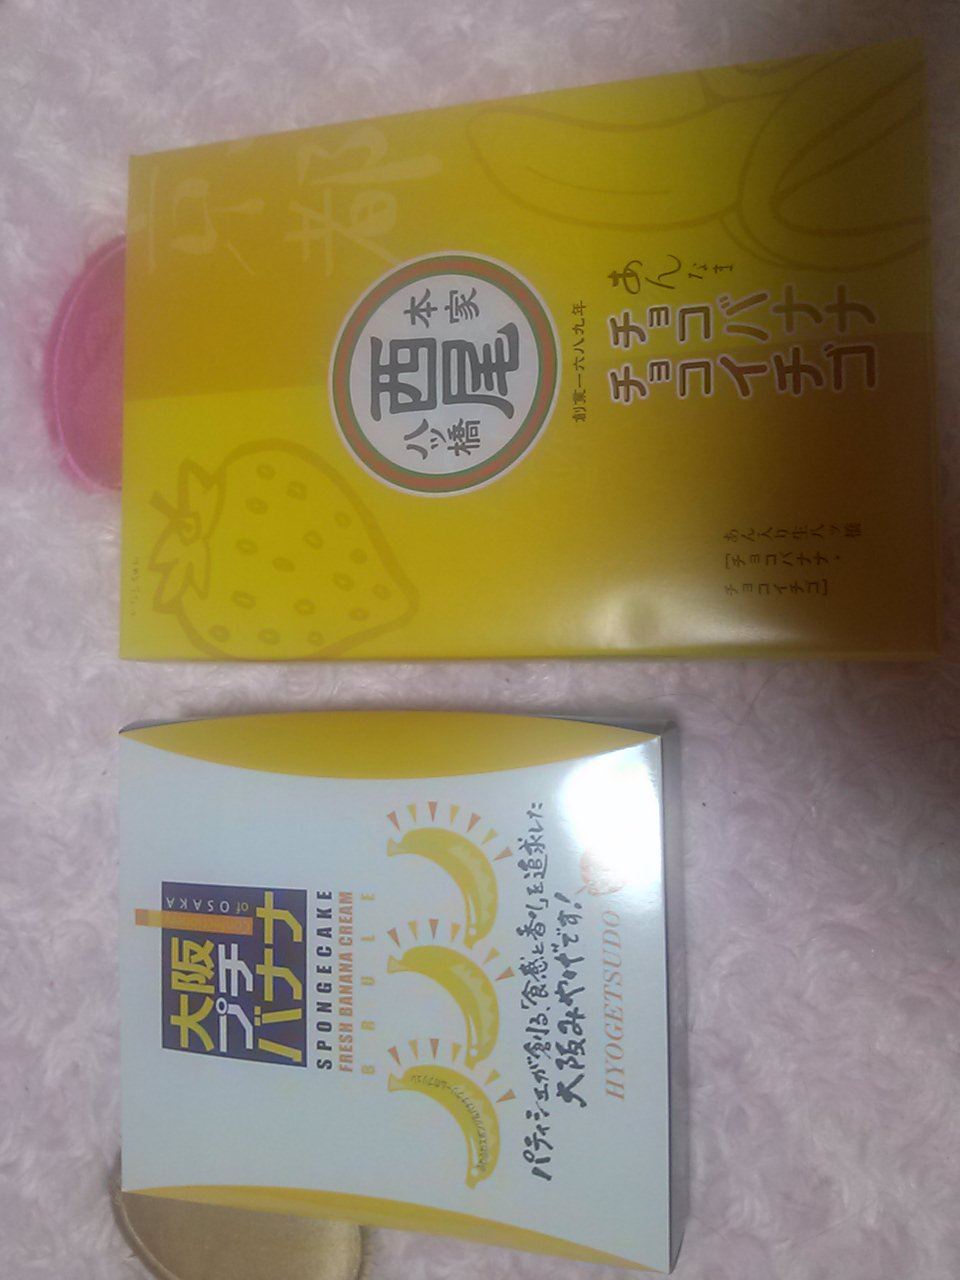 京都
本家
西尾
八ッ橋
創業一六八九年
あんなま
チョコバナナ
チョコイチゴ
あん入り生八ッ橋
[チョコバナナ・
チョコイチゴ]
大阪
プチ
バナナ
of OSAKA
SPONGECAKE
FRESH BANANA CREAM
BRULE
パティシエが創る、「食感と香り」を追求した
大阪みやげです!
HYOGETSUDO